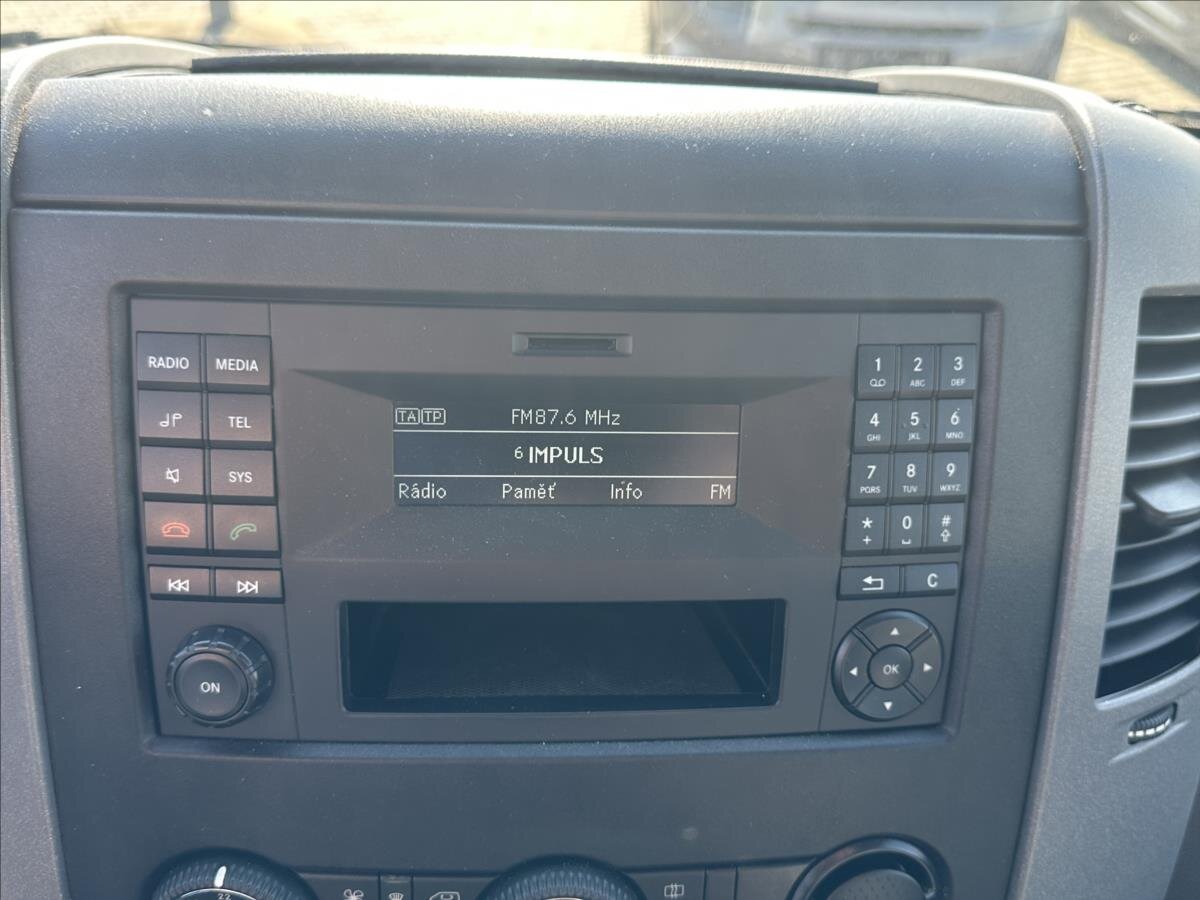 RADIO MEDIA
TEL
SYS
ON
TA TP FM87.6 MHz
6 IMPULS
Rádio Paměť Info FM
1 2 ABC 3 DEF
4 GHI 5 JKL 6 MNO
7 PQRS 8 TUV 9 WXYZ
* + 0 #
C
OK
22